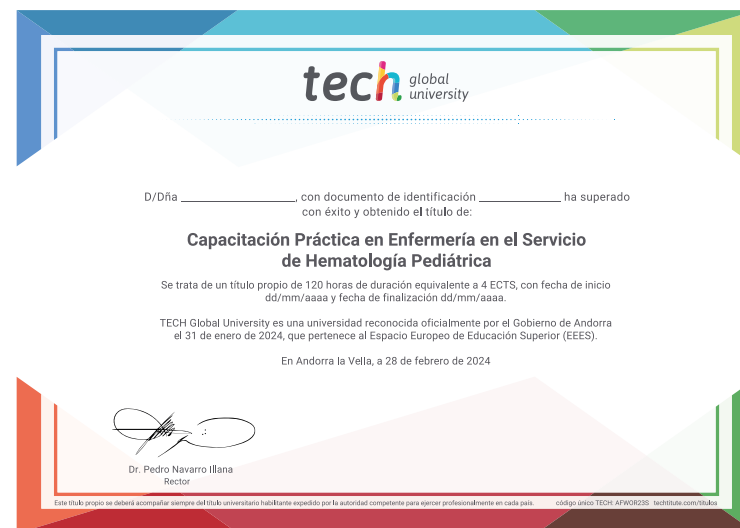 tech global university
D/Dña ____________________, con documento de identificación ______________ ha superado
con éxito y obtenido el título de:
Capacitación Práctica en Enfermería en el Servicio
de Hematología Pediátrica
Se trata de un título propio de 120 horas de duración equivalente a 4 ECTS, con fecha de inicio
dd/mm/aaaa y fecha de finalización dd/mm/aaaa.
TECH Global University es una universidad reconocida oficialmente por el Gobierno de Andorra
el 31 de enero de 2024, que pertenece al Espacio Europeo de Educación Superior (EEES).
En Andorra la Vella, a 28 de febrero de 2024
Dr. Pedro Navarro Illana
Rector
Este título propio se deberá acompañar siempre del título universitario habilitante expedido por la autoridad competente para ejercer profesionalmente en cada país. código único TECH: AFWOR23S techtitute.com/titulos